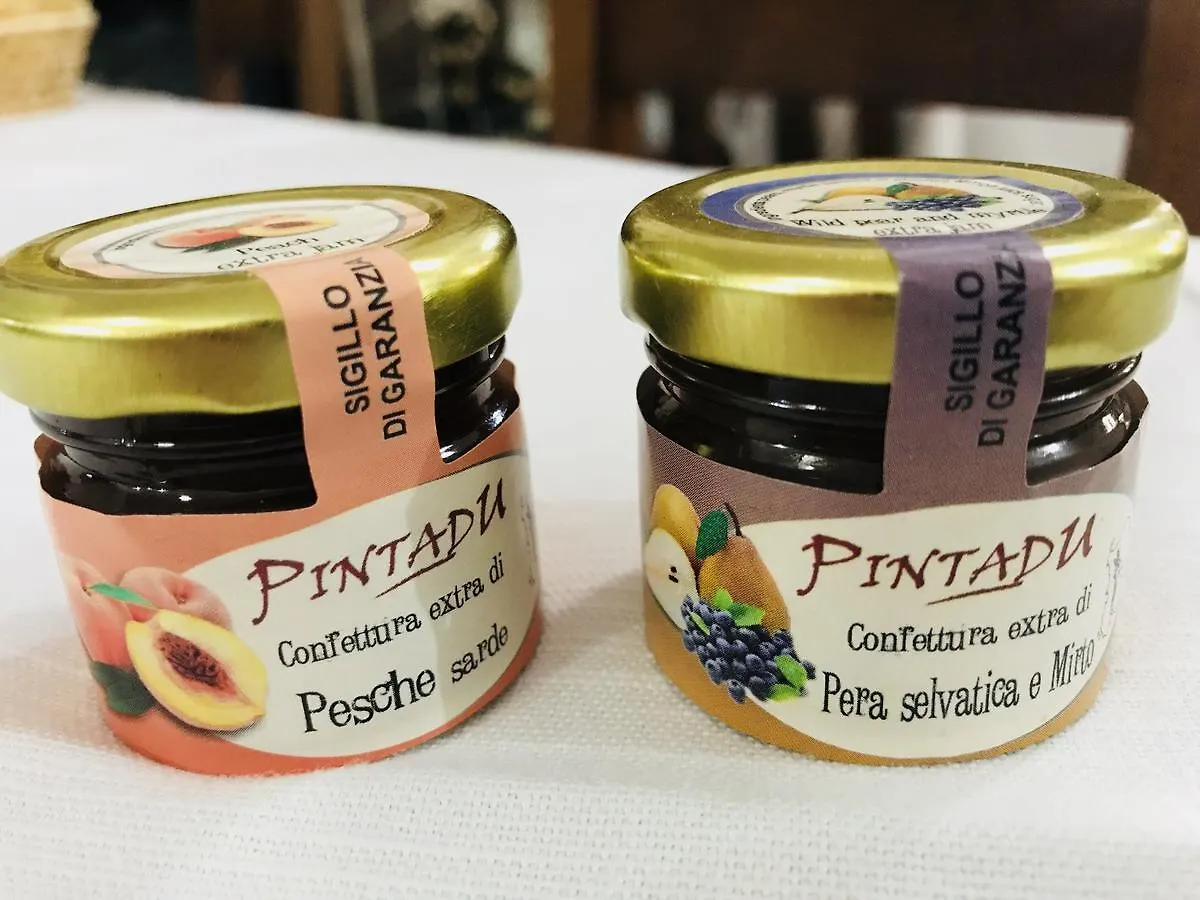 Peach
extra jam
SIGILLO
DI GARANZIA
PINTADU
Confettura extra di
Pesche sarde
Wild pear and myrtle
extra jam
SIGILLO
DI GARANZI
PINTADU
Confettura extra di
Pera selvatica e Mirto